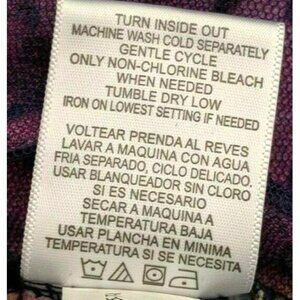 TURN INSIDE OUT
MACHINE WASH COLD SEPARATELY
GENTLE CYCLE
ONLY NON-CHLORINE BLEACH
WHEN NEEDED
TUMBLE DRY LOW
IRON ON LOWEST SETTING IF NEEDED
VOLTEAR PRENDA AL REVES
LAVAR A MAQUINA CON AGUA
FRIA SEPARADO, CICLO DELICADO.
USAR BLANQUEADOR SIN CLORO
SI ES NECESARIO
SECAR A MAQUINA A
TEMPERATURA BAJA
USAR PLANCHA EN MINIMA
TEMPERATURA SI ES NECESARIO